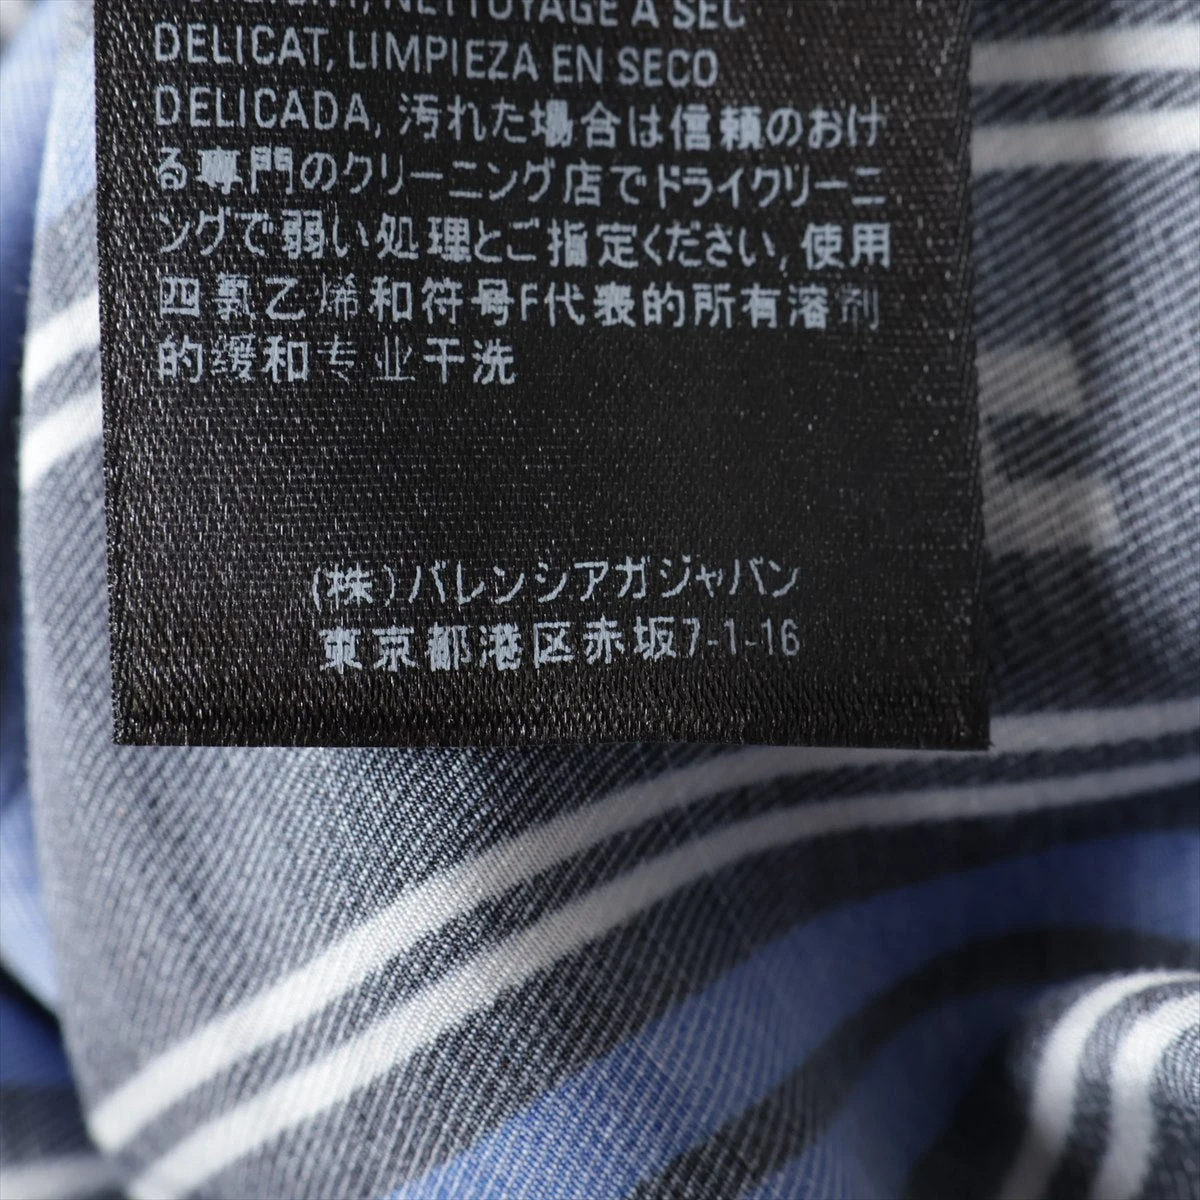 NETTOYAGE A SEC
DELICAT, LIMPIEZA EN SECO
DELICADA, 汚れた場合は信頼のおけ
る専門のクリーニング店でドライクリーニ
ングで弱い処理とご指定ください, 使用
四氯乙烯和符号F代表的所有溶剂
的缓和专业干洗
(株)バレンシアガジャパン
東京都港区赤坂7-1-16